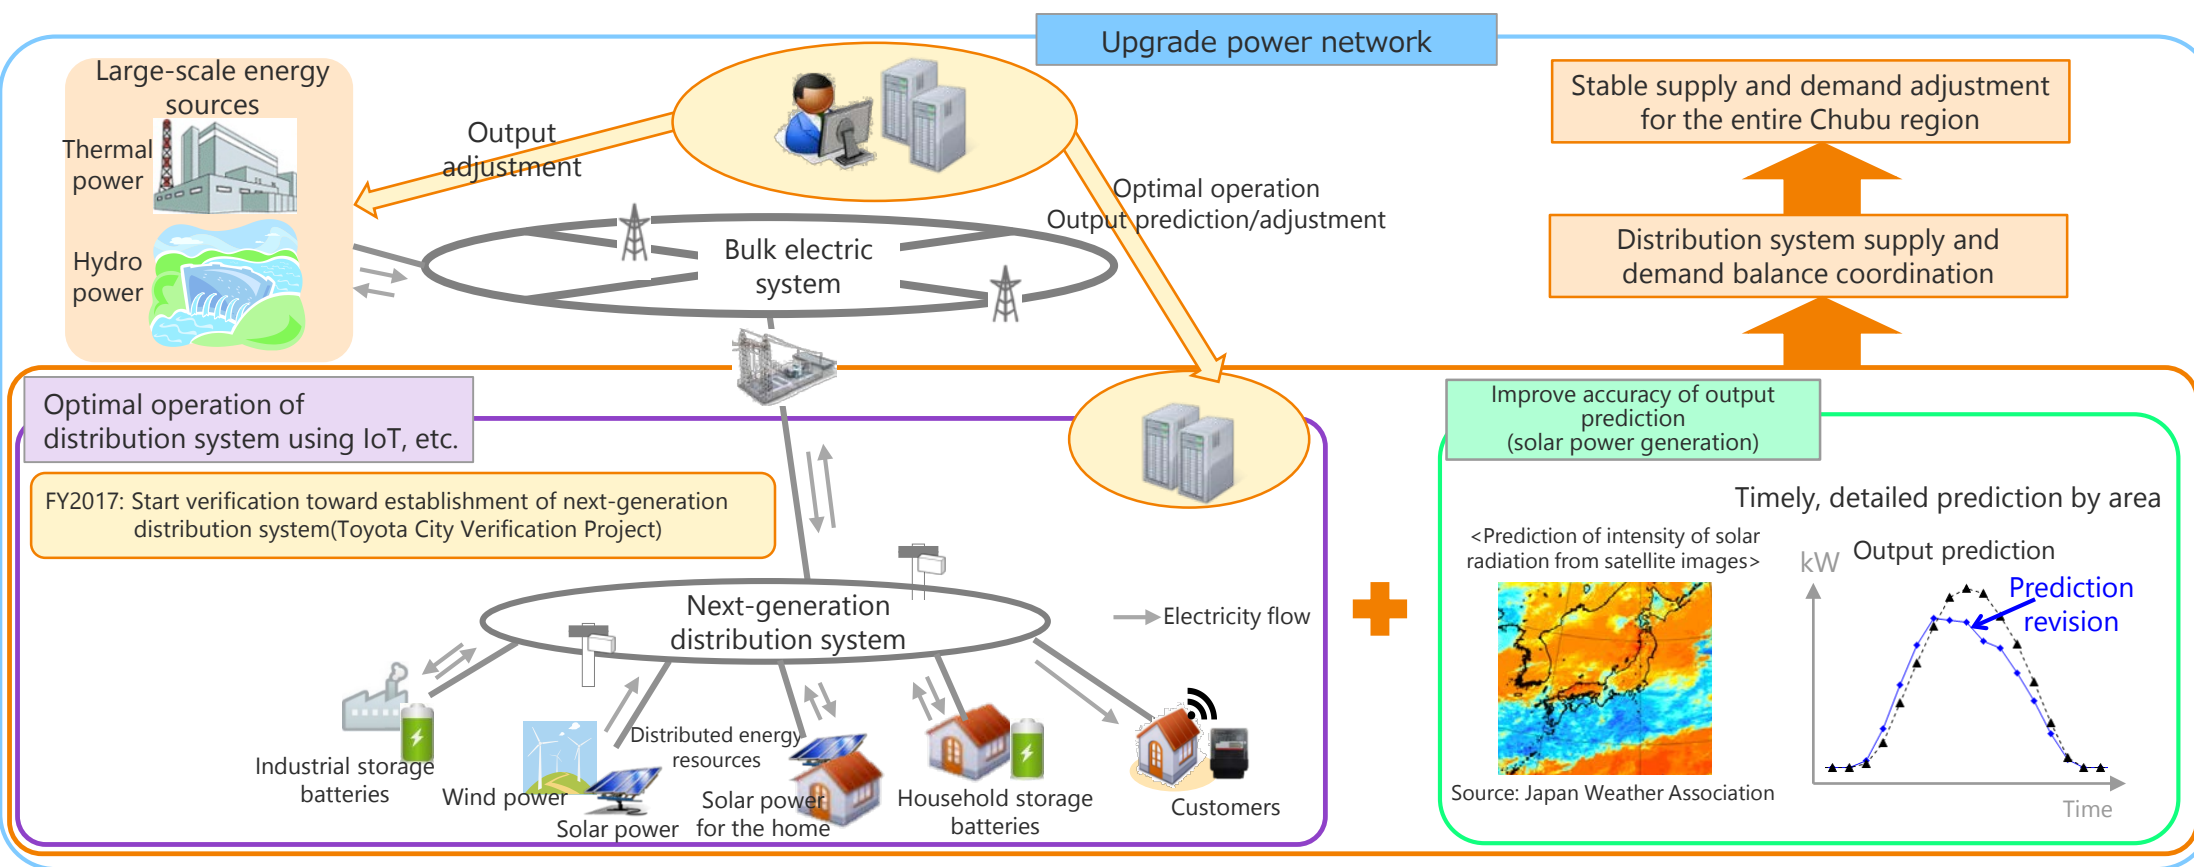 Upgrade power network
Large-scale energy
sources
Thermal
power
Hydro
power
Output
adjustment
Optimal operation
Output prediction/adjustment
Bulk electric
system
Stable supply and demand adjustment
for the entire Chubu region
Distribution system supply and
demand balance coordination
Optimal operation of
distribution system using IoT, etc.
FY2017: Start verification toward establishment of next-generation
distribution system(Toyota City Verification Project)
Next-generation
distribution system
Electricity flow
Industrial storage
batteries
Wind power
Solar power
Distributed energy
resources
Solar power
for the home
Household storage
batteries
Customers
Improve accuracy of output
prediction
(solar power generation)
Timely, detailed prediction by area
<Prediction of intensity of solar
radiation from satellite images>
Source: Japan Weather Association
Output prediction
kW
Prediction
revision
Time